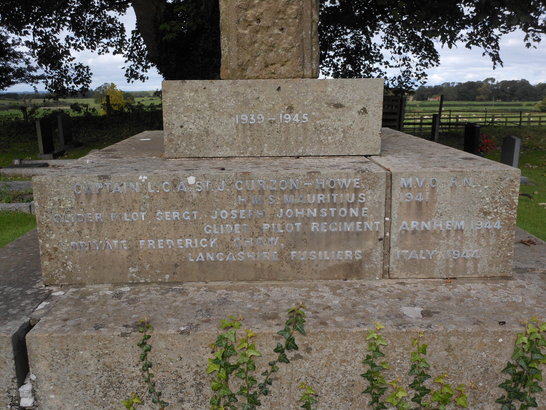 1939 - 1945
CAPTAIN L.C.A. ST. J. CURZON-HOWE M.V.O. R.N.
H.M.S. MAURITIUS 1941
GLIDER PILOT SERGT. JOSEPH JOHNSTONE
GLIDER PILOT REGIMENT ARNHEM 1944
PRIVATE FREDERICK
LANCASHIRE FUSILIERS ITALY 1944